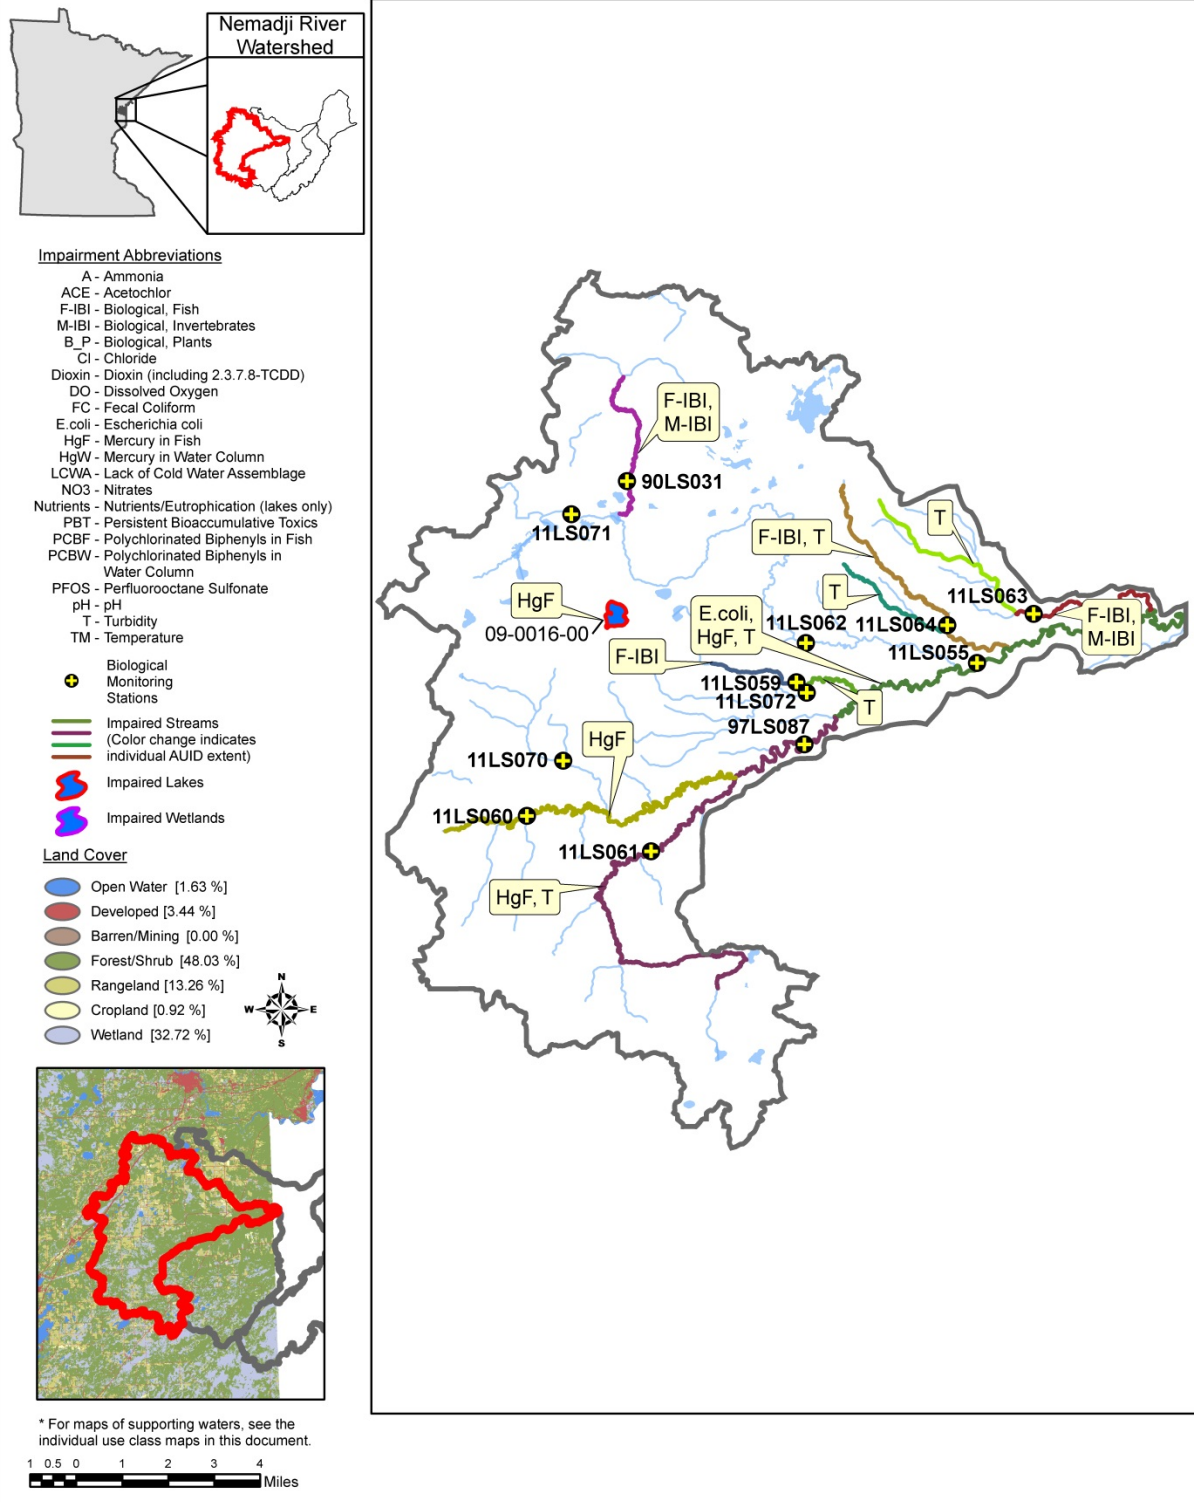 Nemadji River
Watershed
Impairment Abbreviations
A - Ammonia
ACE - Acetochlor
F-IBI - Biological, Fish
M-IBI - Biological, Invertebrates
B_P - Biological, Plants
Cl - Chloride
Dioxin - Dioxin (including 2.3.7.8-TCDD)
DO - Dissolved Oxygen
FC - Fecal Coliform
E.coli - Escherichia coli
HgF - Mercury in Fish
HgW - Mercury in Water Column
LCWA - Lack of Cold Water Assemblage
NO3 - Nitrates
Nutrients - Nutrients/Eutrophication (lakes only)
PBT - Persistent Bioaccumulative Toxics
PCBF - Polychlorinated Biphenyls in Fish
PCBW - Polychlorinated Biphenyls in
Water Column
PFOS - Perfluorooctane Sulfonate
pH - pH
T - Turbidity
TM - Temperature
Biological
Monitoring
Stations
Impaired Streams
(Color change indicates
individual AUID extent)
Impaired Lakes
Impaired Wetlands
Land Cover
Open Water [1.63 %]
Developed [3.44 %]
Barren/Mining [0.00 %]
Forest/Shrub [48.03 %]
Rangeland [13.26 %]
Cropland [0.92 %]
Wetland [32.72 %]
N
W
E
S
* For maps of supporting waters, see the
individual use class maps in this document.
1 0.5 0 1 2 3 4
Miles
F-IBI,
M-IBI
90LS031
11LS071
T
F-IBI, T
T
HgF
09-0016-00
E.coli,
HgF, T
11LS062
11LS064
11LS063
F-IBI,
M-IBI
11LS055
F-IBI
11LS059
11LS072
T
97LS087
HgF
11LS070
11LS060
11LS061
HgF, T